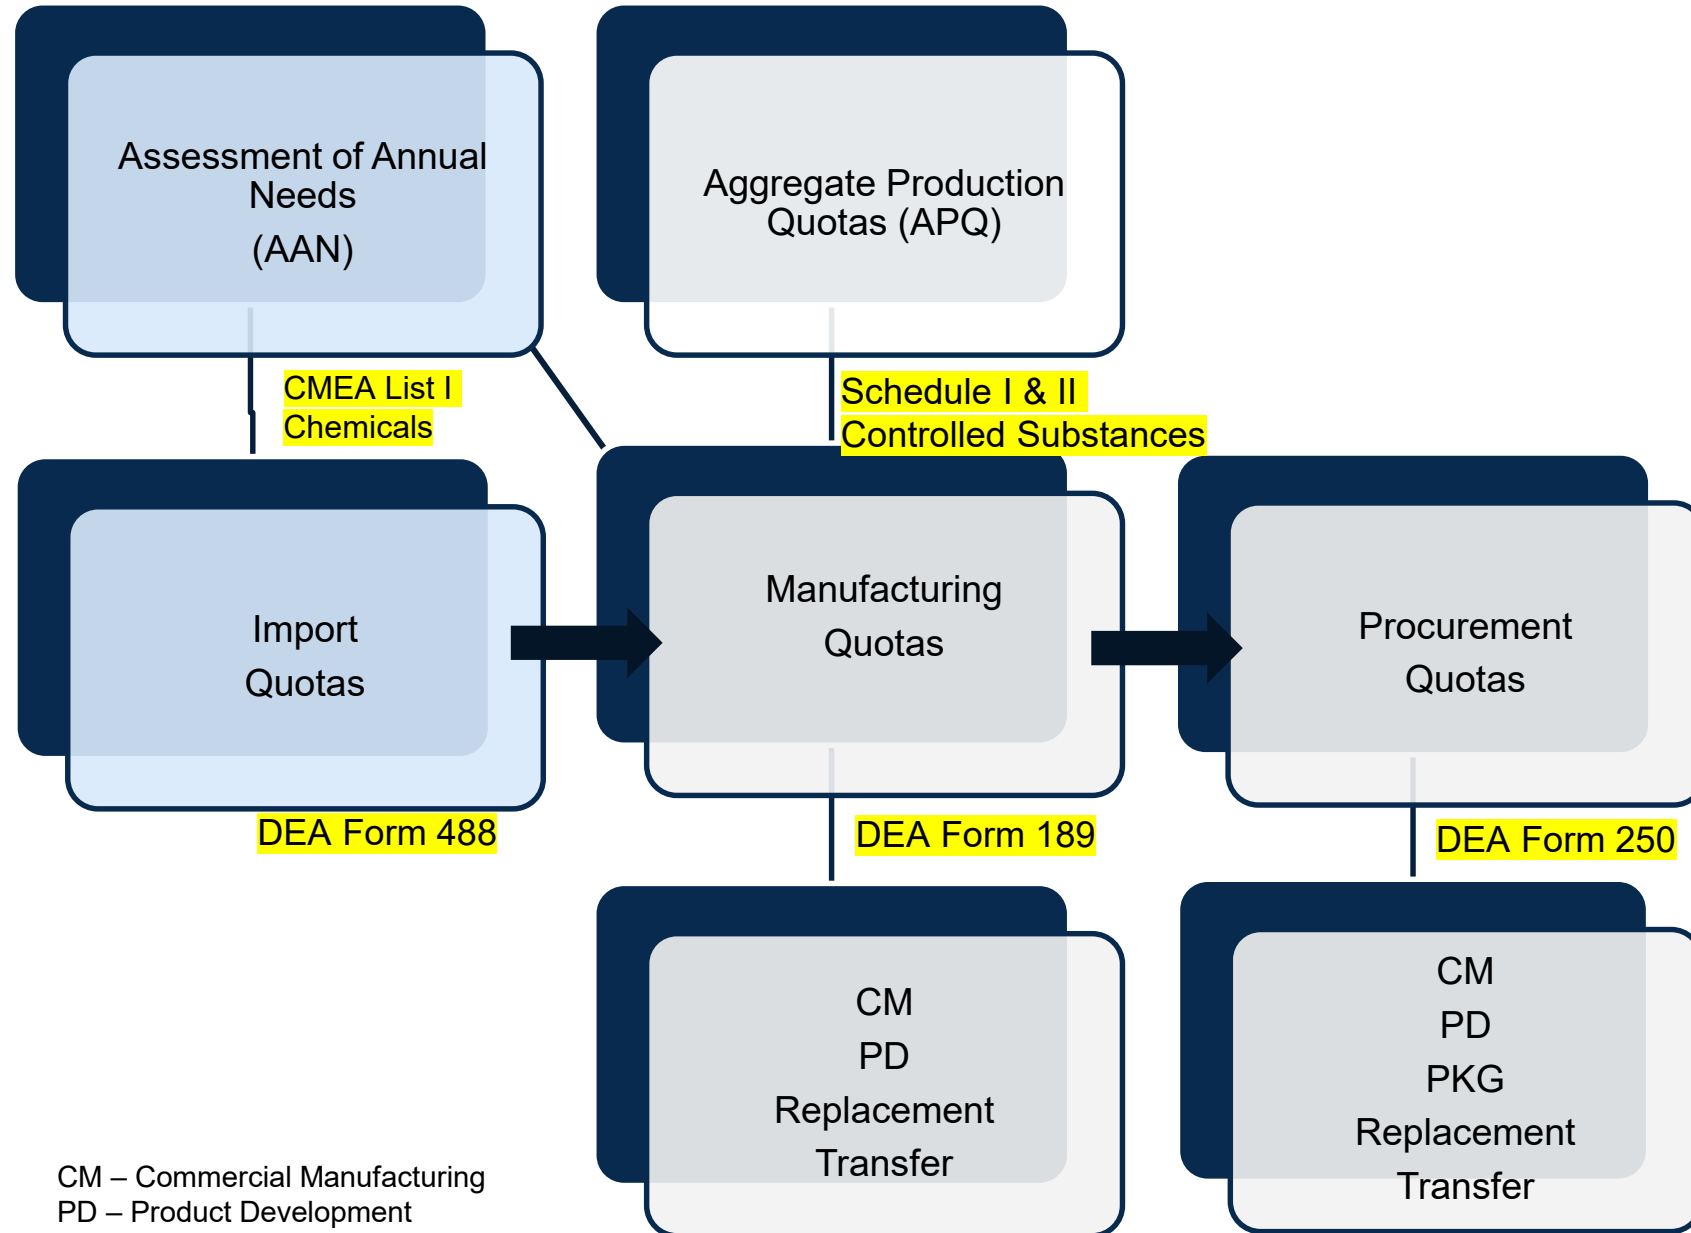 Assessment of Annual
Needs
(AAN)
Aggregate Production
Quotas (APQ)
CMEA List I
Chemicals
Schedule I & II
Controlled Substances
Import
Quotas
Manufacturing
Quotas
Procurement
Quotas
DEA Form 488
DEA Form 189
DEA Form 250
CM
PD
Replacement
Transfer
CM
PD
PKG
Replacement
Transfer
CM – Commercial Manufacturing
PD – Product Development